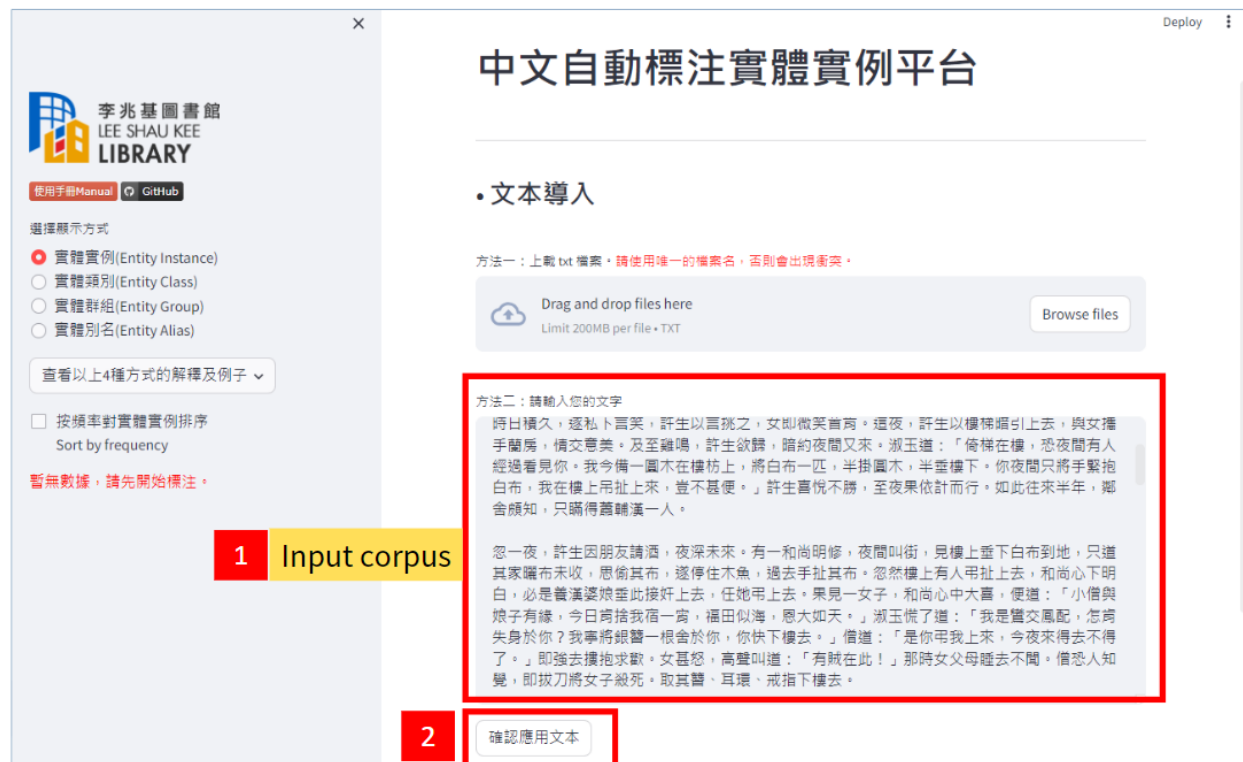 Deploy
中文自動標注實體實例平台
李兆基圖書館
LEE SHAU KEE
LIBRARY
使用手冊Manual GitHub
選擇顯示方式
實體實例(Entity Instance)
實體類別(Entity Class)
實體群組(Entity Group)
實體別名(Entity Alias)
查看以上4種方式的解釋及例子
按頻率對實體實例排序
Sort by frequency
暫無數據，請先開始標注。
• 文本導入
方法一：上載 txt 檔案。請使用唯一的檔案名，否則會出現衝突。
Drag and drop files here
Limit 200MB per file • TXT
Browse files
1 Input corpus
方法二：請輸入您的文字
時日積久，遂私下言笑，許生以言挑之，女即微笑首肯。這夜，許生以樓梯暗引上去，與女攜
手蘭房，情交意美。及至雞鳴，許生欲歸，暗約夜間又來。淑玉道：「倚梯在樓，恐夜間有人
經過看見你。我今備一圓木在樓枋上，將白布一匹，半掛圓木，半垂樓下。你夜間只將手緊抱
白布，我在樓上吊扯上來，豈不甚便。」許生喜悅不勝，至夜果依計而行。如此往來半年，鄰
舍頗知，只瞞得蕭輔漢一人。
忽一夜，許生因朋友請酒，夜深未來。有一和尚明修，夜間叫街，見樓上垂下白布到地，只道
其家曬布未收，思偷其布，遂停住木魚，過去手扯其布。忽然樓上有人弔扯上去，和尚心下明
白，必是養漢婆娘垂此接奸上去，任她弔上去。果見一女子，和尚心中大喜，便道：「小僧與
娘子有緣，今日肯捨我宿一宵，福田似海，恩大如天。」淑玉慌了道：「我是鸞交鳳配，怎肯
失身於你？我寧將銀簪一根舍於你，你快下樓去。」僧道：「是你弔我上來，今夜來得去不得
了。」即強去摟抱求歡。女甚怒，高聲叫道：「有賊在此！」那時女父母睡去不聞。僧恐人知
覺，即拔刀將女子殺死。取其簪、耳環、戒指下樓去。
2
確認應用文本